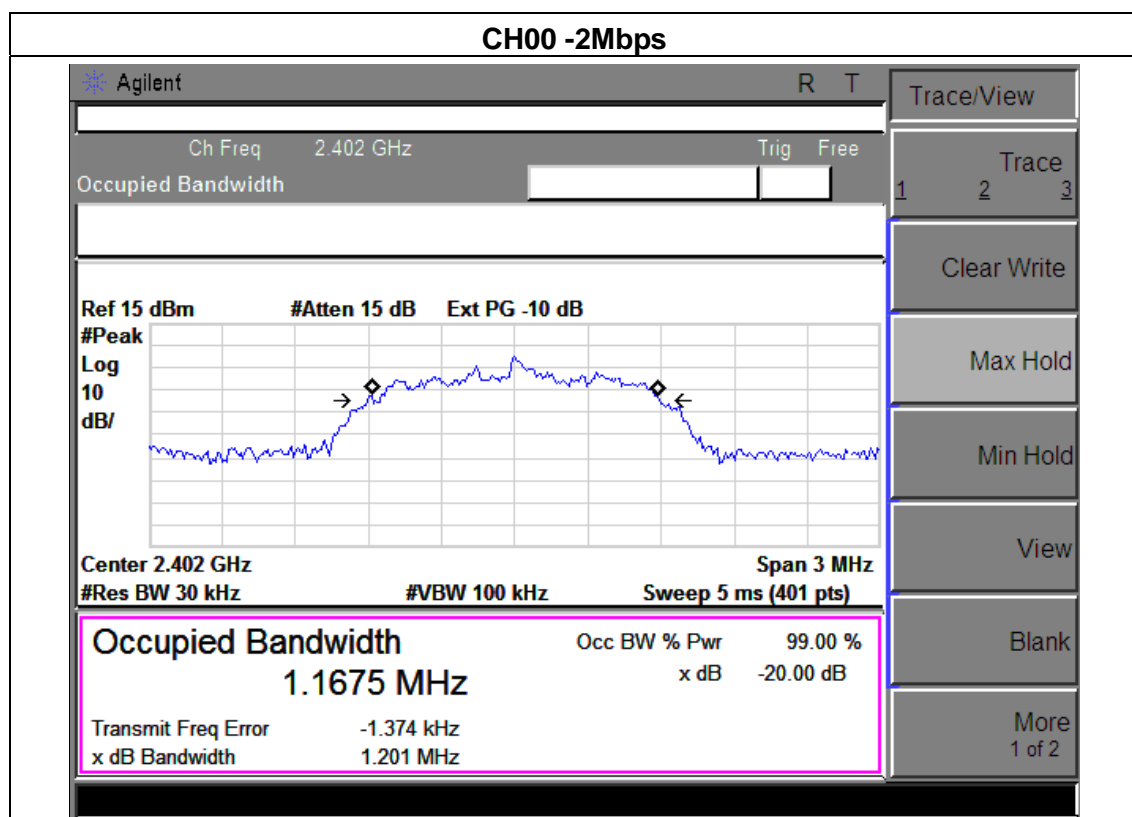 CH00 -2Mbps
Agilent R T
Ch Freq 2.402 GHz Trig Free
Occupied Bandwidth
Ref 15 dBm #Atten 15 dB Ext PG -10 dB
#Peak
Log
10
dB/
Center 2.402 GHz Span 3 MHz
#Res BW 30 kHz #VBW 100 kHz Sweep 5 ms (401 pts)
Occupied Bandwidth Occ BW % Pwr 99.00 %
1.1675 MHz x dB -20.00 dB
Transmit Freq Error -1.374 kHz
x dB Bandwidth 1.201 MHz
Trace/View
Trace
1 2 3
Clear Write
Max Hold
Min Hold
View
Blank
More
1 of 2